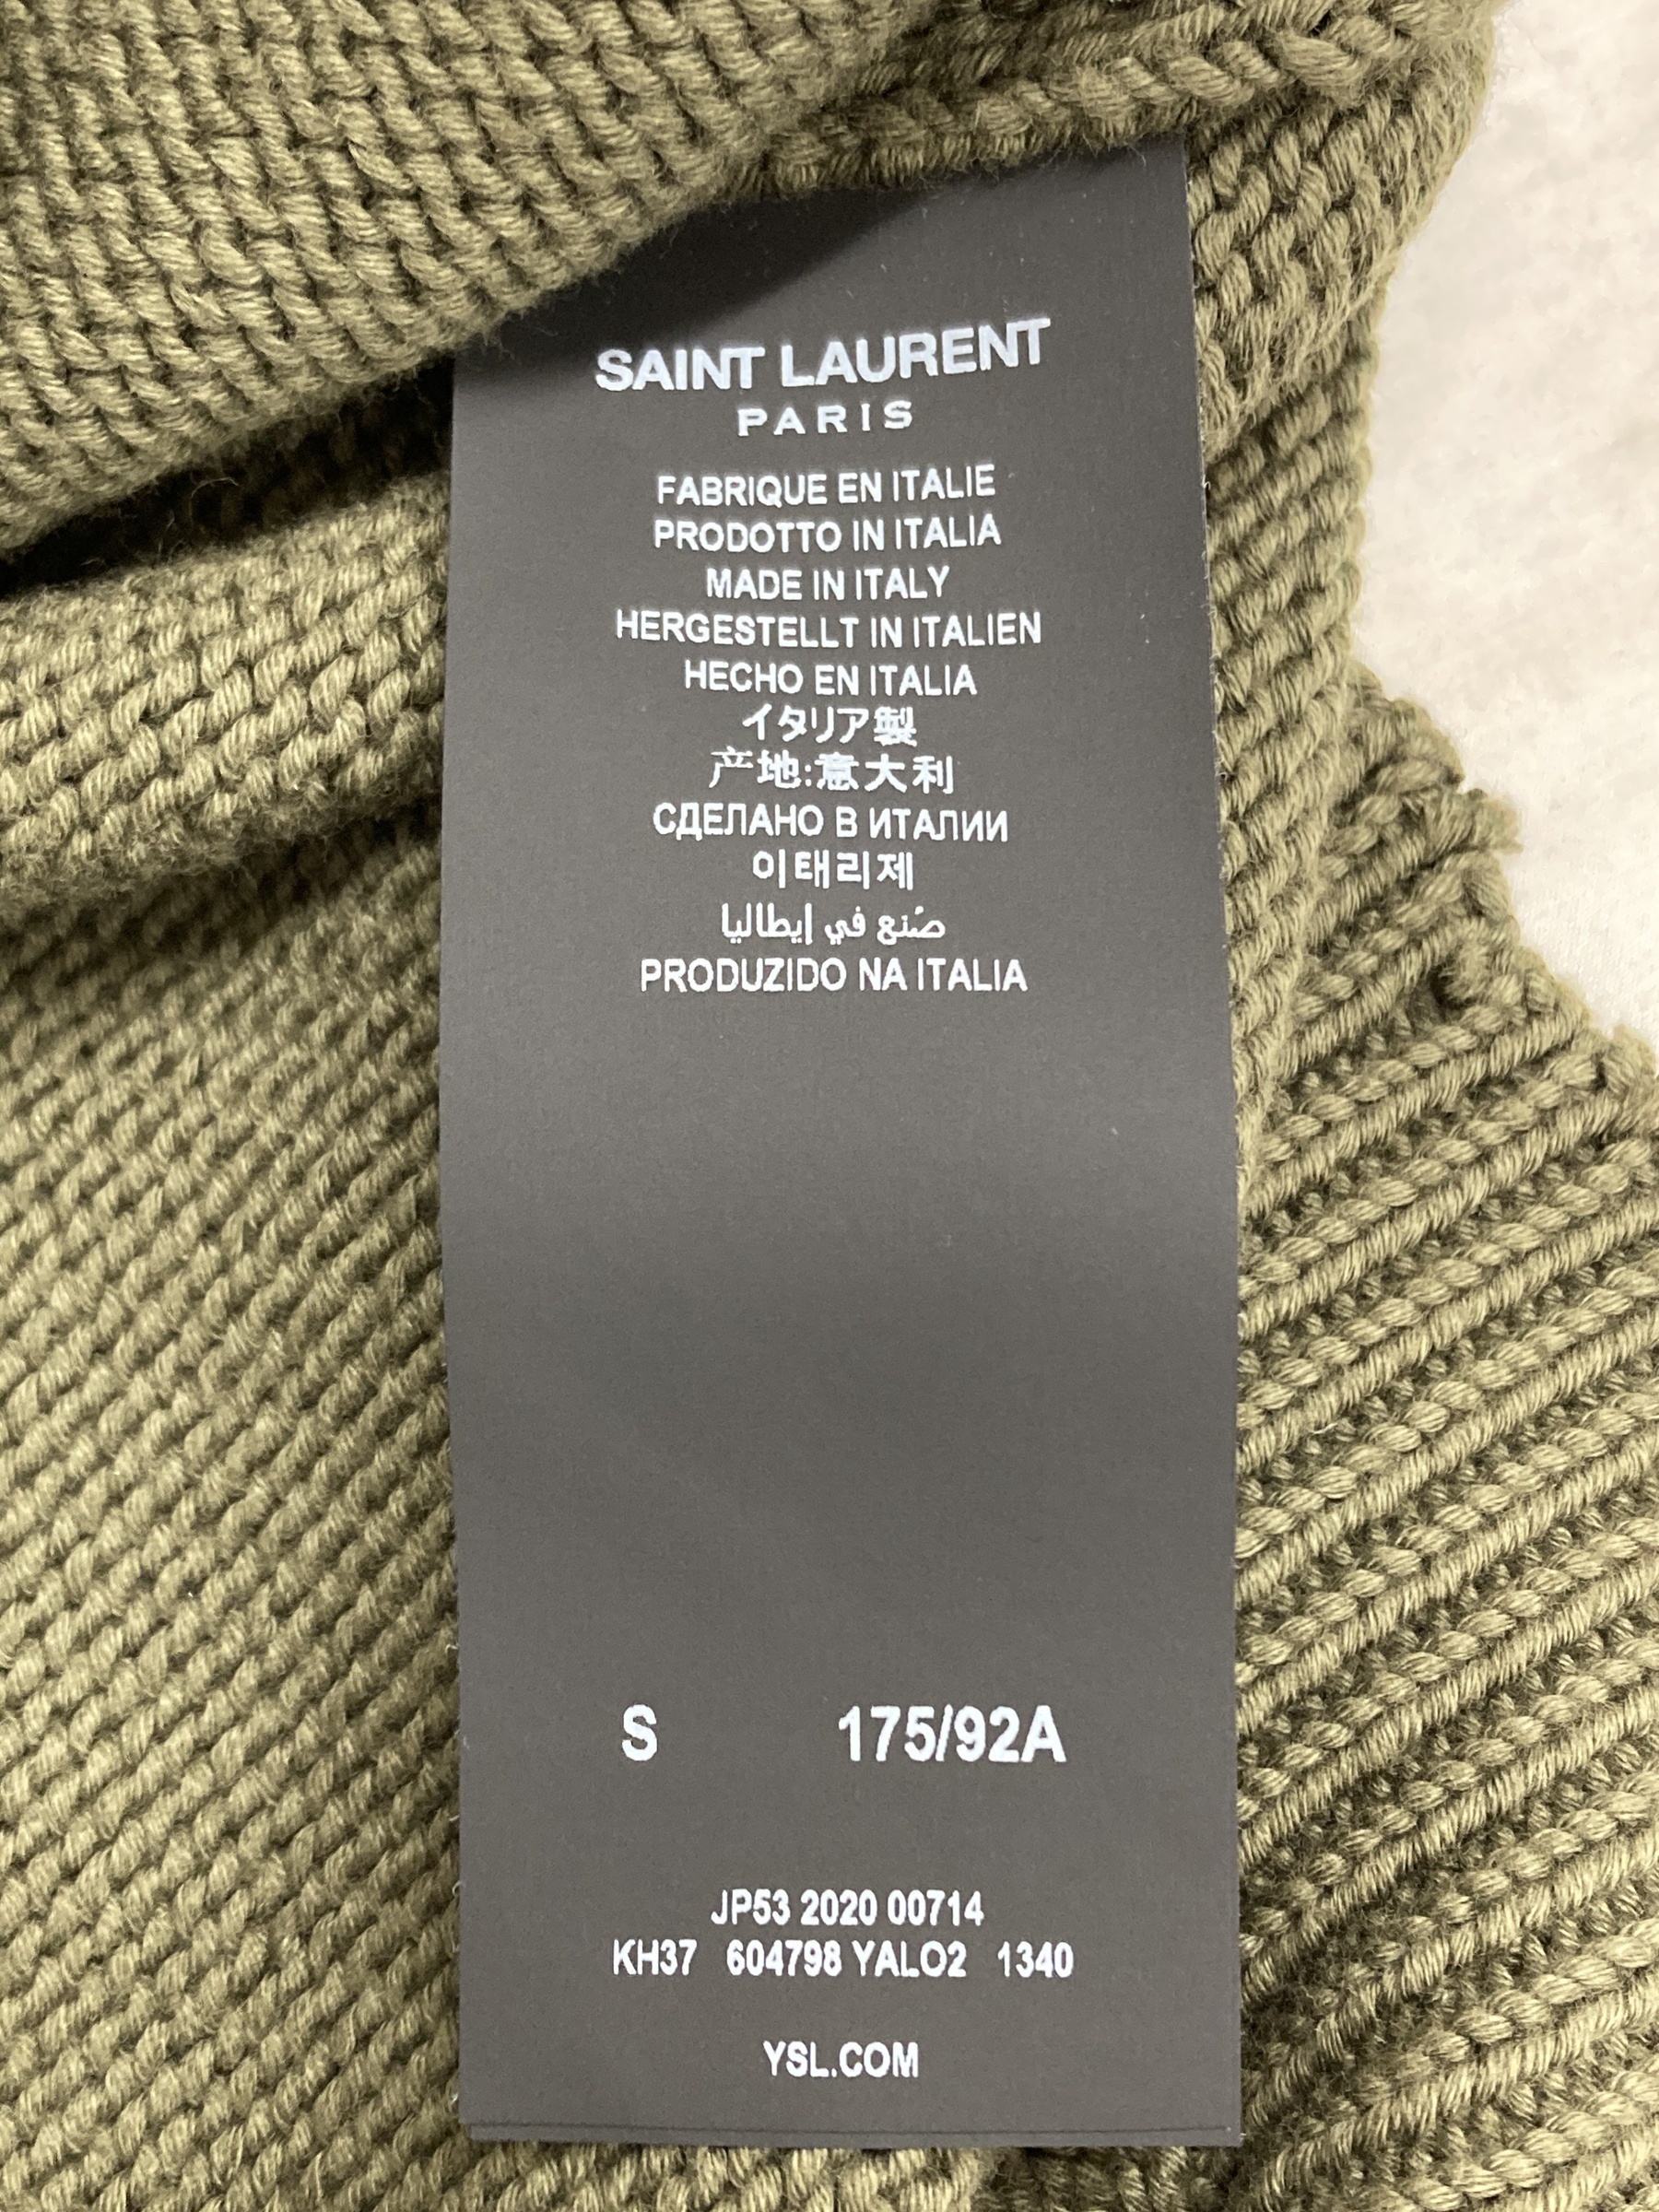 SAINT LAURENT
PARIS
FABRIQUE EN ITALIE
PRODOTTO IN ITALIA
MADE IN ITALY
HERGESTELLT IN ITALIEN
HECHO EN ITALIA
イタリア製
产地:意大利
СДЕЛАНО В ИТАЛИИ
이태리제
صُنع في إيطاليا
PRODUZIDO NA ITALIA
S 175/92A
JP53 2020 00714
KH37 604798 YALO2 1340
YSL.COM